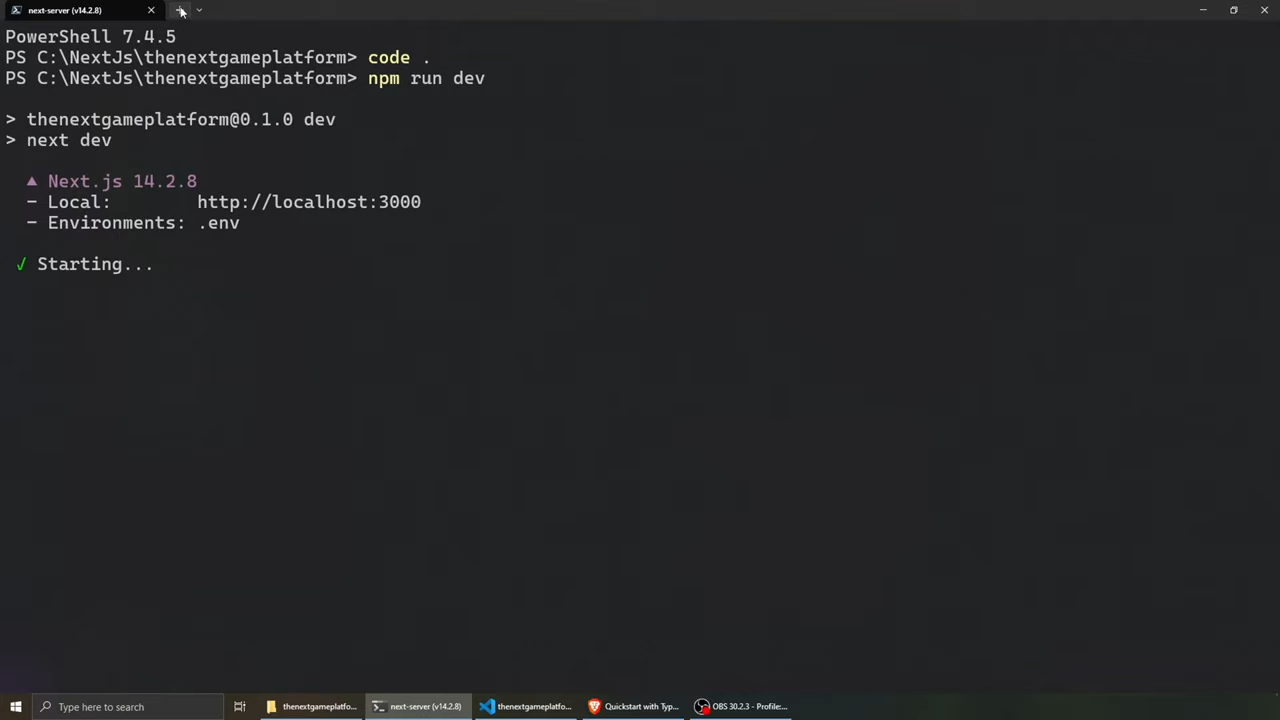 next-server (v14.2.8)
PowerShell 7.4.5
PS C:\NextJs\thenextgameplatform> code .
PS C:\NextJs\thenextgameplatform> npm run dev
> thenextgameplatform@0.1.0 dev
> next dev
▲ Next.js 14.2.8
- Local: http://localhost:3000
- Environments: .env
✓ Starting...
Type here to search
thenextgameplatfo...
next-server (v14.2.8)
thenextgameplatfo...
Quickstart with Typ...
OBS 30.2.3 - Profile:...